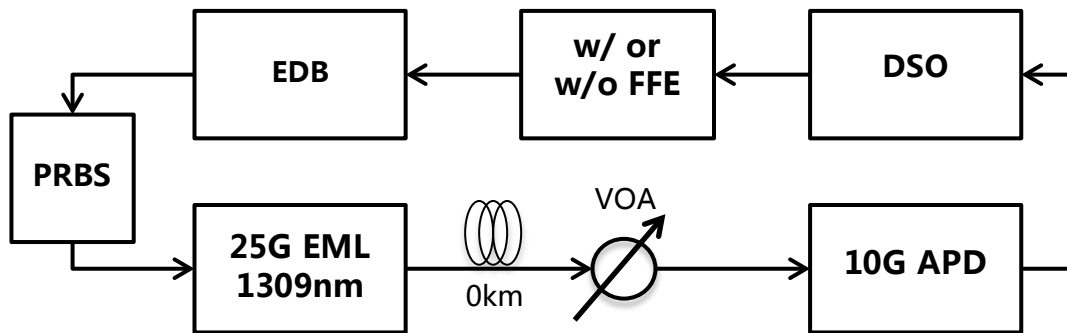 EDB
w/ or
w/o FFE
DSO
PRBS
25G EML
1309nm
0km
VOA
10G APD